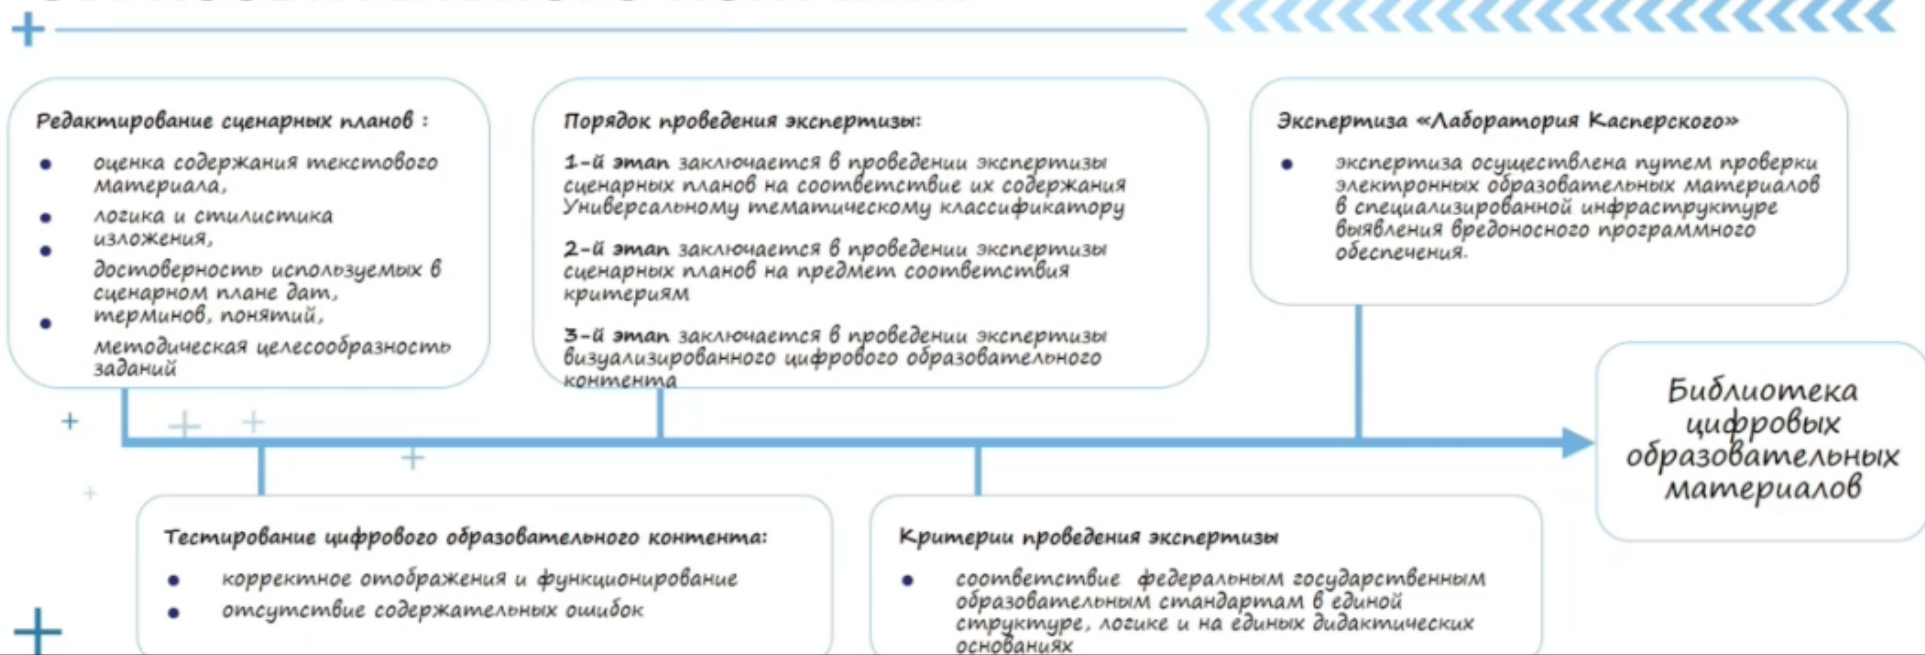 Редактирование сценарных планов :
оценка содержания текстового
материала,
логика и стилистика
изложения,
достоверность используемых в
сценарном плане дат,
терминов, понятий,
методическая целесообразность
заданий
Порядок проведения экспертизы:
1-й этап заключается в проведении экспертизы
сценарных планов на соответствие их содержания
Универсальному тематическому классификатору
2-й этап заключается в проведении экспертизы
сценарных планов на предмет соответствия
критериям
3-й этап заключается в проведении экспертизы
визуализированного цифрового образовательного
контента
Экспертиза «Лаборатория Касперского»
экспертиза осуществлена путем проверки
электронных образовательных материалов
в специализированной инфраструктуре
выявления вредоносного программного
обеспечения.
Библиотека
цифровых
образовательных
материалов
Тестирование цифрового образовательного контента:
корректное отображения и функционирование
отсутствие содержательных ошибок
Критерии проведения экспертизы
соответствие федеральным государственным
образовательным стандартам в единой
структуре, логике и на единых дидактических
основаниях